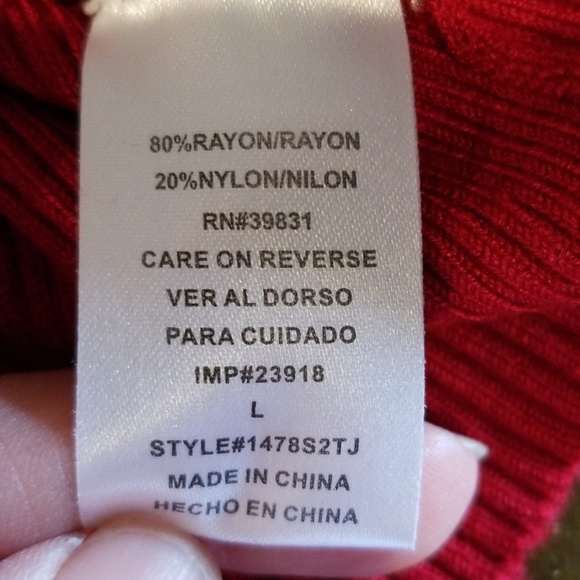 80%RAYON/RAYON
20%NYLON/NILON
RN#39831
CARE ON REVERSE
VER AL DORSO
PARA CUIDADO
IMP#23918
L
STYLE#1478S2TJ
MADE IN CHINA
HECHO EN CHINA